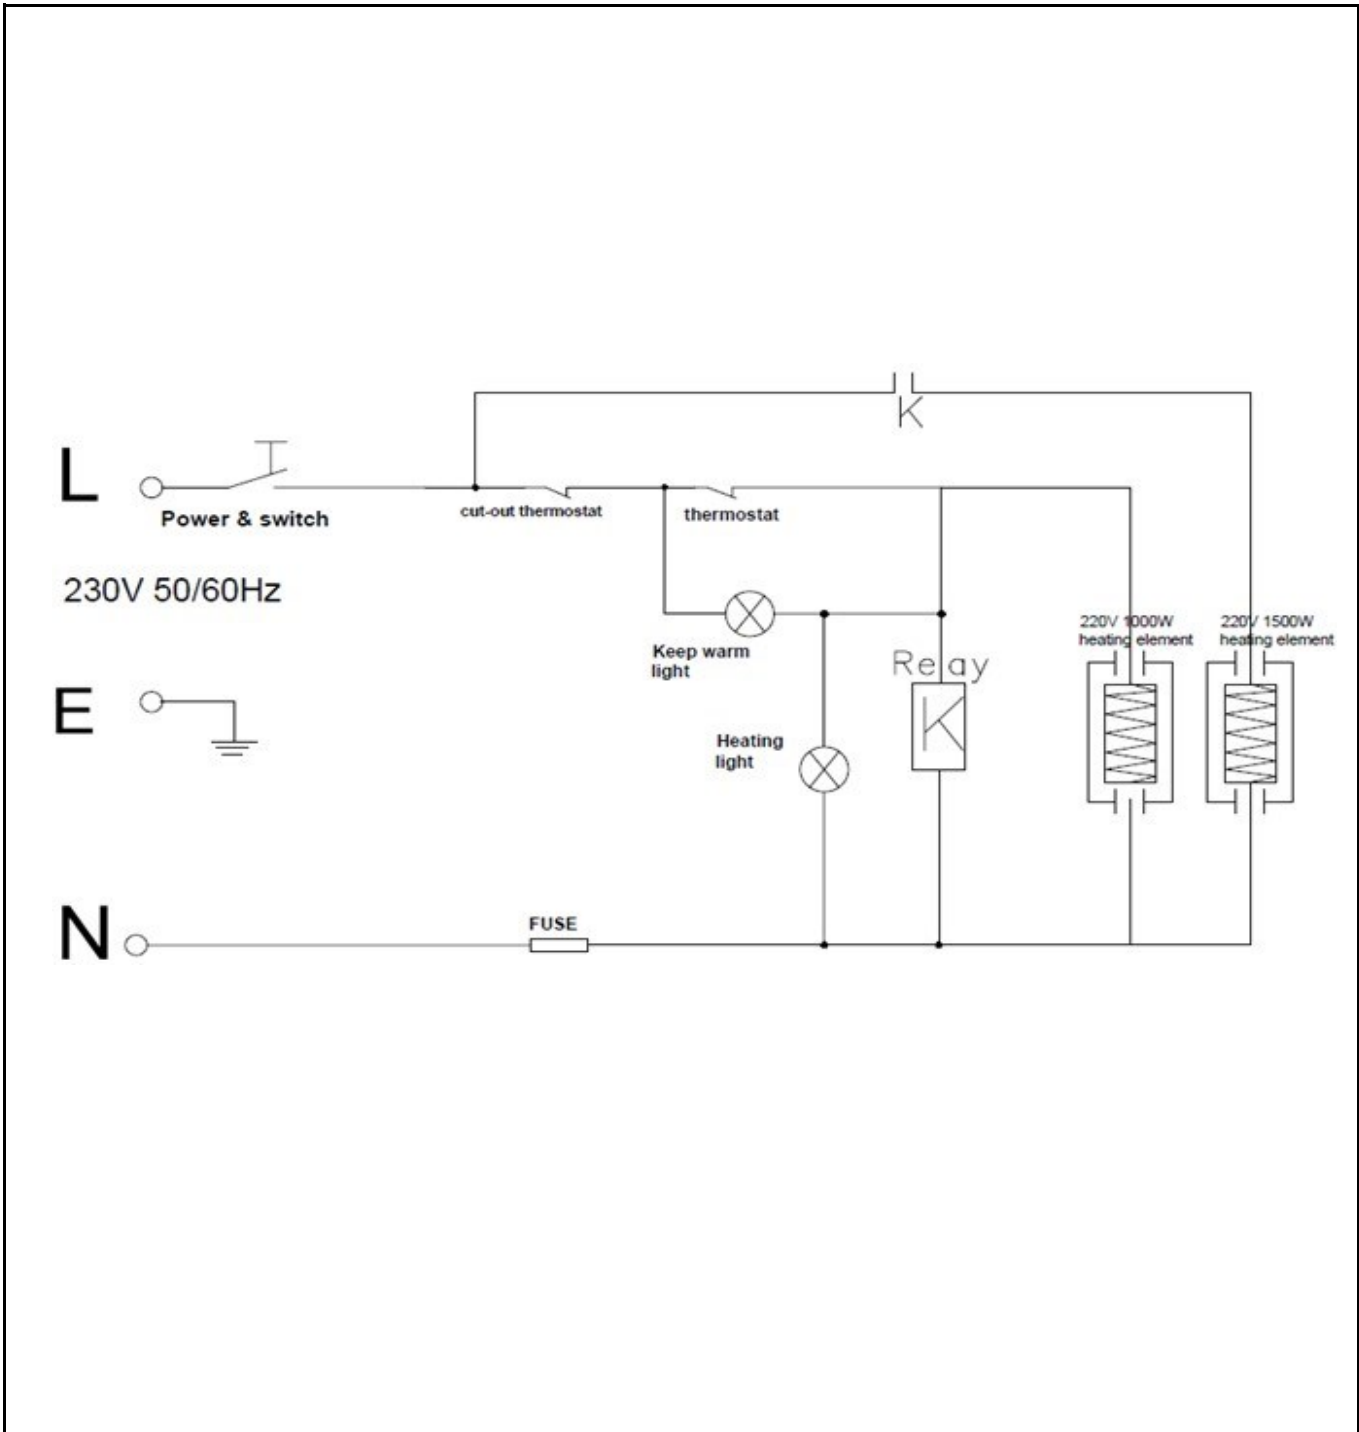 K
L
Power & switch
cut-out thermostat
thermostat
230V 50/60Hz
220V 1000W
heating element
220V 1500W
heating element
Keep warm
light
Relay
K
E
Heating
light
FUSE
N